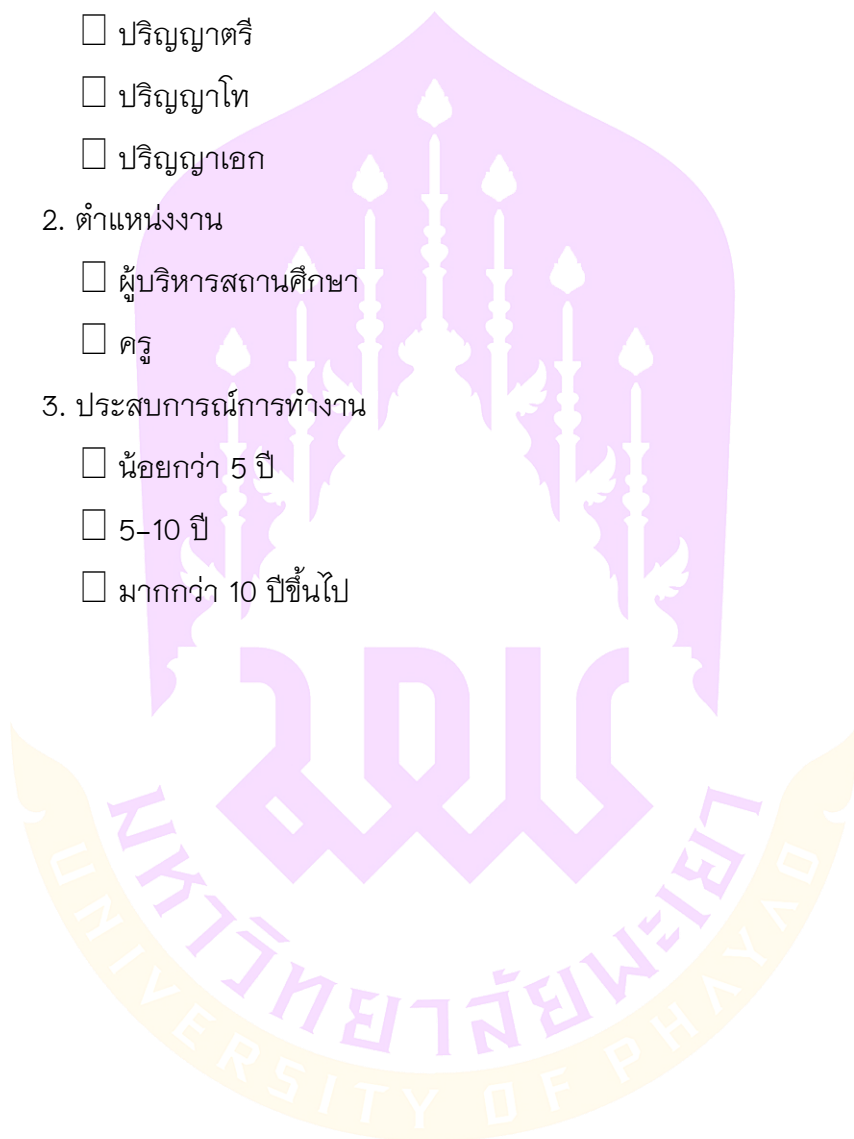 ☐ ปริญญาตรี
☐ ปริญญาโท
☐ ปริญญาเอก
2. ตำแหน่งงาน
☐ ผู้บริหารสถานศึกษา
☐ ครู
3. ประสบการณ์การทำงาน
☐ น้อยกว่า 5 ปี
☐ 5–10 ปี
☐ มากกว่า 10 ปีขึ้นไป
มหาวิทยาลัยพะเยา
UNIVERSITY OF PHAYAO